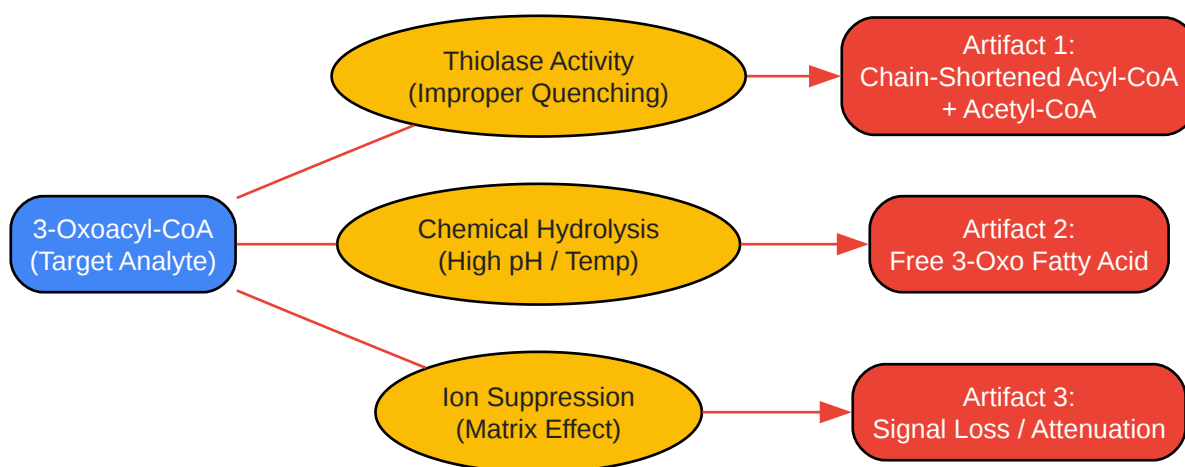 3-Oxoacyl-CoA
(Target Analyte)
Thiolase Activity
(Improper Quenching)
Artifact 1:
Chain-Shortened Acyl-CoA
+ Acetyl-CoA
Chemical Hydrolysis
(High pH / Temp)
Artifact 2:
Free 3-Oxo Fatty Acid
Ion Suppression
(Matrix Effect)
Artifact 3:
Signal Loss / Attenuation